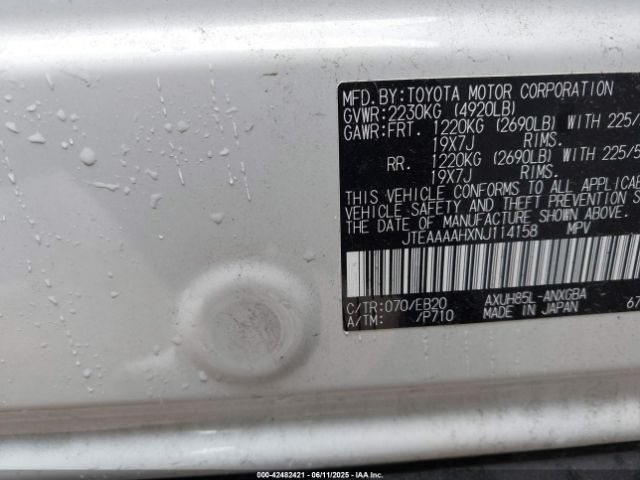 MFD.BY:TOYOTA MOTOR CORPORATION
GVWR:2230KG (4920LB)
GAWR:FRT. 1220KG (2690LB) WITH 225/
19X7J RIMS.
RR. 1220KG (2690LB) WITH 225/5
19X7J RIMS.
THIS VEHICLE CONFORMS TO ALL APPLICAB
VEHICLE SAFETY AND THEFT PREVENTION S
THE DATE OF MANUFACTURE SHOWN ABOVE.
JTEAAAAHXNJ114158 MPV
C/TR:070/EB20 AXUH85L-ANXGBA 67
A/TM: /P710 MADE IN JAPAN
000-42482421 - 06/11/2025 - IAAI.COM